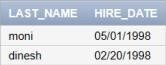 LAST_NAME HIRE_DATE
moni 05/01/1998
dinesh 02/20/1998